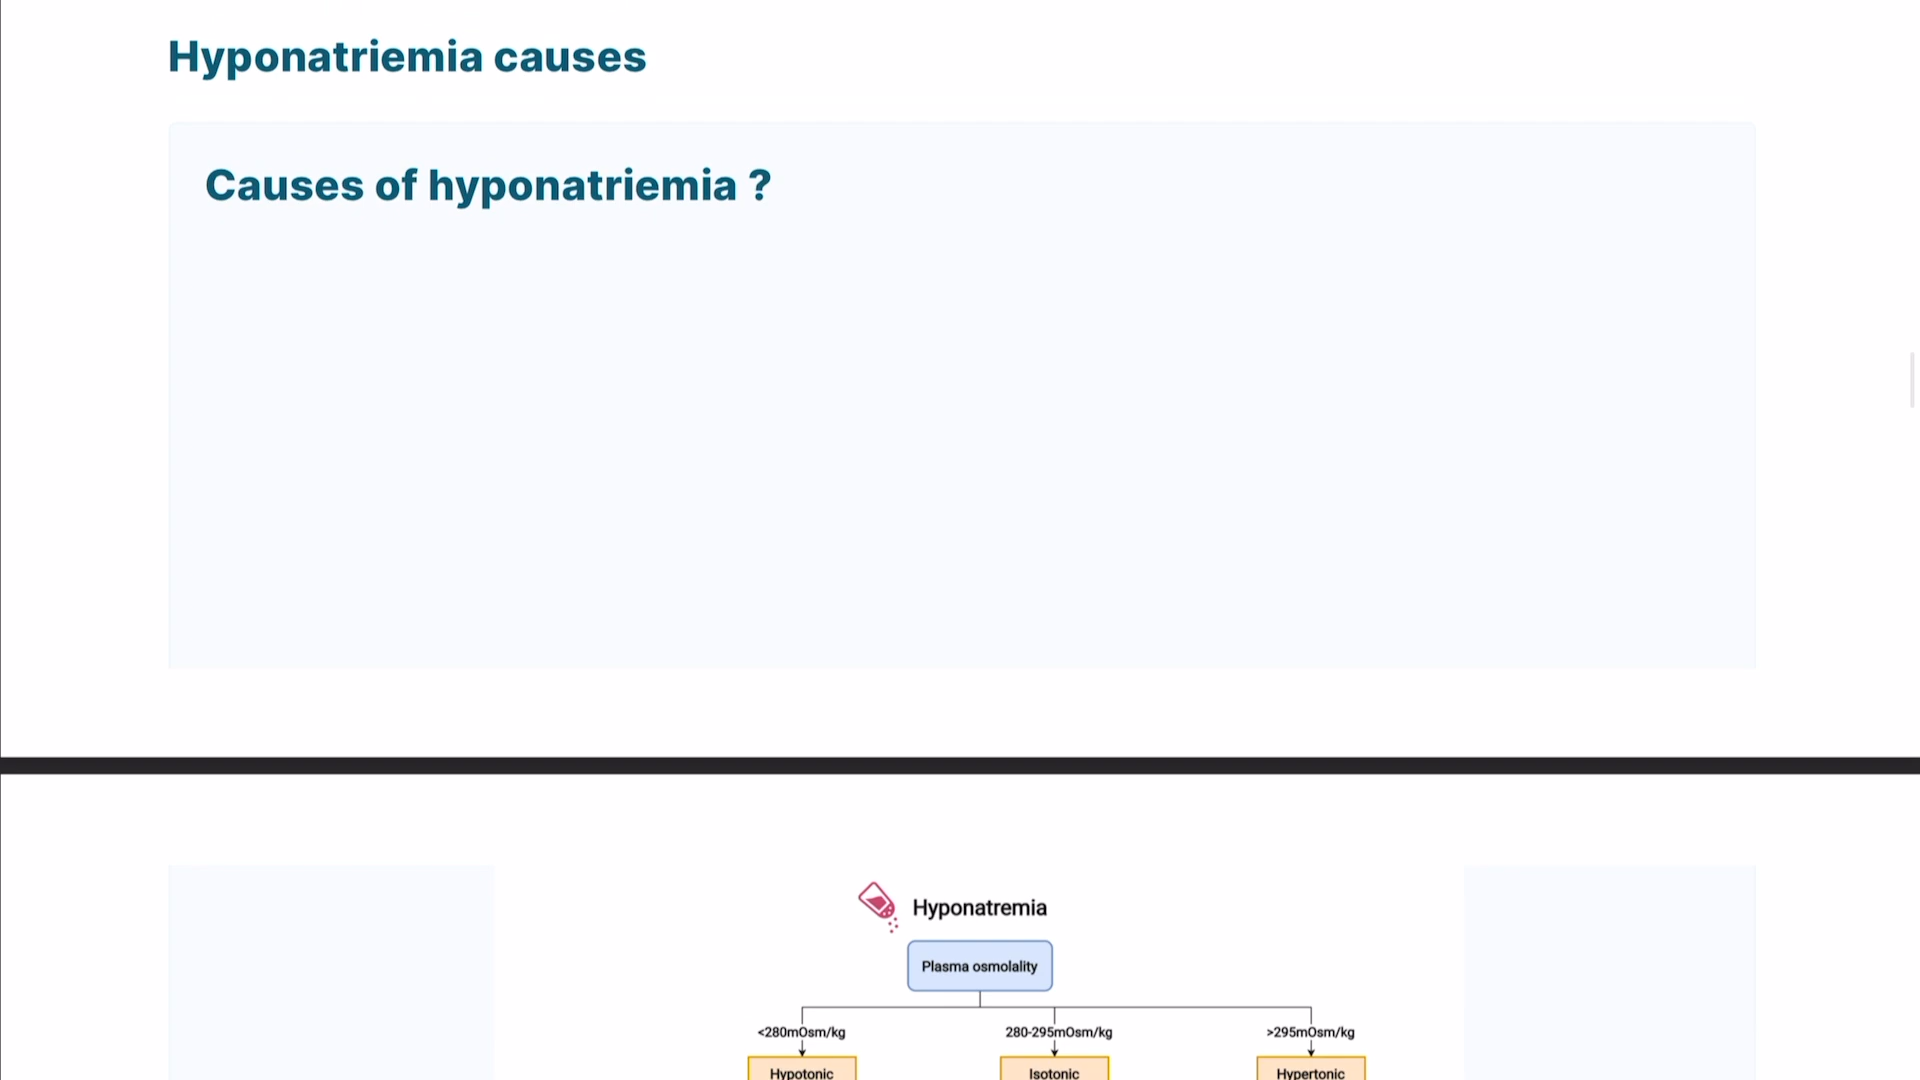 Hyponatriemia causes
Causes of hyponatriemia ?
Hyponatremia
Plasma osmolality
<280mOsm/kg 280-295mOsm/kg >295mOsm/kg
Hypotonic Isotonic Hypertonic